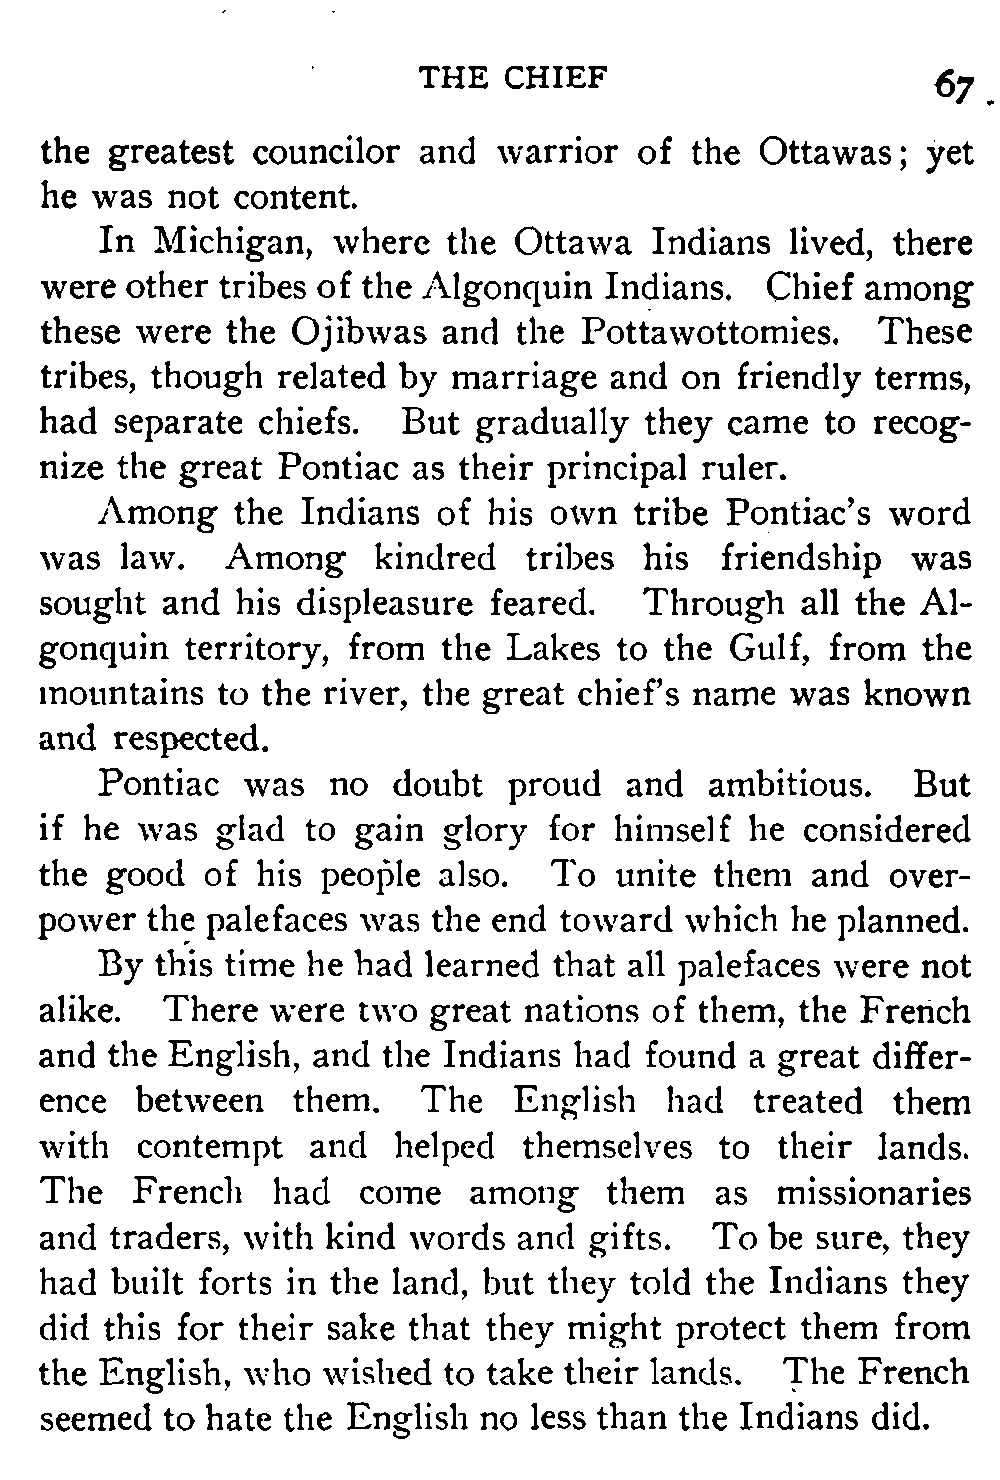 THE CHIEF 67
the greatest councilor and warrior of the Ottawas; yet
he was not content.
In Michigan, where the Ottawa Indians lived, there
were other tribes of the Algonquin Indians. Chief among
these were the Ojibwas and the Pottawottomies. These
tribes, though related by marriage and on friendly terms,
had separate chiefs. But gradually they came to recog-
nize the great Pontiac as their principal ruler.
Among the Indians of his own tribe Pontiac's word
was law. Among kindred tribes his friendship was
sought and his displeasure feared. Through all the Al-
gonquin territory, from the Lakes to the Gulf, from the
mountains to the river, the great chief's name was known
and respected.
Pontiac was no doubt proud and ambitious. But
if he was glad to gain glory for himself he considered
the good of his people also. To unite them and over-
power the palefaces was the end toward which he planned.
By this time he had learned that all palefaces were not
alike. There were two great nations of them, the French
and the English, and the Indians had found a great differ-
ence between them. The English had treated them
with contempt and helped themselves to their lands.
The French had come among them as missionaries
and traders, with kind words and gifts. To be sure, they
had built forts in the land, but they told the Indians they
did this for their sake that they might protect them from
the English, who wished to take their lands. The French
seemed to hate the English no less than the Indians did.